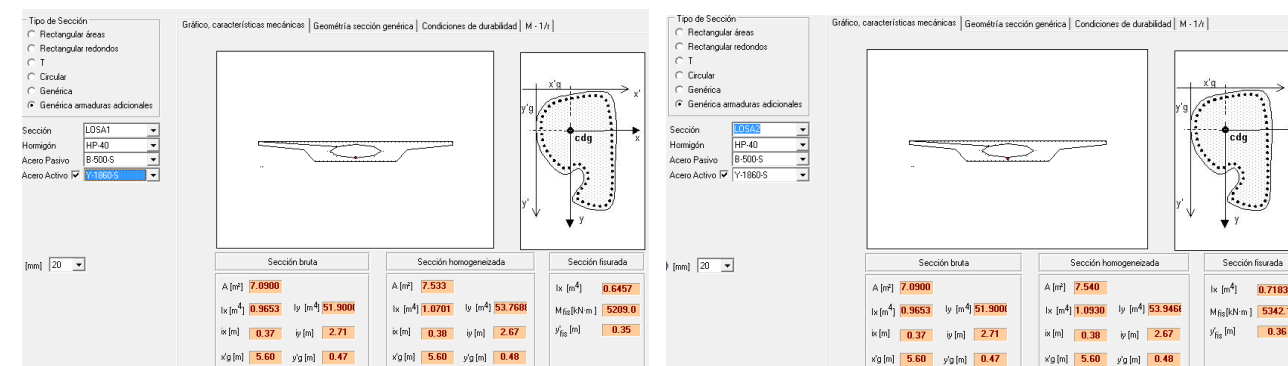 Tipo de Sección
Rectangular áreas
Rectangular redondos
T
Circular
Genérica
Genérica armaduras adicionales
Sección LOSA1
Hormigón HP-40
Acero Pasivo B-500-S
Acero Activo Y-1860-S
[mm] 20
Gráfico, características mecánicas Geométría sección genérica Condiciones de durabilidad M - 1/r
x'g
x'
y'g
cdg
x
y'
y
Sección bruta Sección homogeneizada Sección fisurada
A [m²] 7.0900 A [m²] 7.533 Ix [m4] 0.6457
Ix [m4] 0.9653 Iy [m4] 51.900 Ix [m4] 1.0701 Iy [m4] 53.768 Mfis[kN·m] 5209.0
ix [m] 0.37 iy [m] 2.71 ix [m] 0.38 iy [m] 2.67 y'fis [m] 0.35
x'g [m] 5.60 y'g [m] 0.47 x'g [m] 5.60 y'g [m] 0.48
Tipo de Sección
Rectangular áreas
Rectangular redondos
T
Circular
Genérica
Genérica armaduras adicionales
Sección LOSA2
Hormigón HP-40
Acero Pasivo B-500-S
Acero Activo Y-1860-S
[mm] 20
Gráfico, características mecánicas Geométría sección genérica Condiciones de durabilidad M - 1/r
x'g
y'g
cdg
y'
y
Sección bruta Sección homogeneizada Sección fisurada
A [m²] 7.0900 A [m²] 7.540 Ix [m4] 0.7183
Ix [m4] 0.9653 Iy [m4] 51.900 Ix [m4] 1.0930 Iy [m4] 53.946 Mfis[kN·m] 5342.
ix [m] 0.37 iy [m] 2.71 ix [m] 0.38 iy [m] 2.67 y'fis [m] 0.36
x'g [m] 5.60 y'g [m] 0.47 x'g [m] 5.60 y'g [m] 0.48